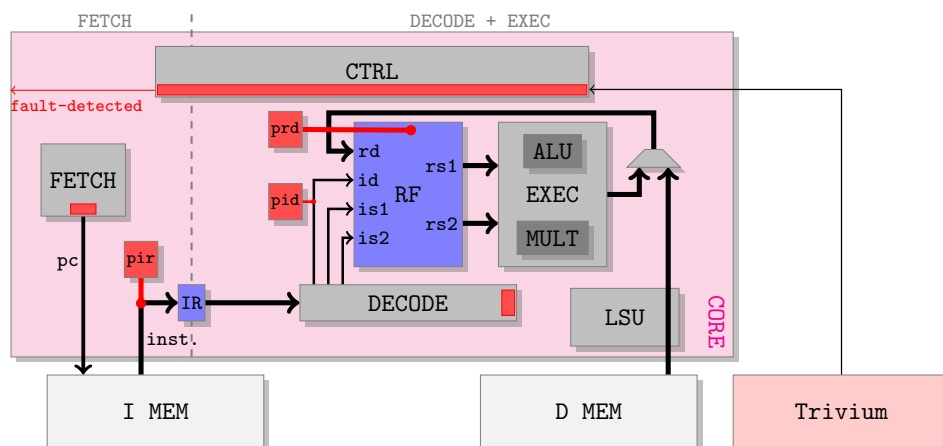 FETCH
DECODE + EXEC
CTRL
fault-detected
prd
rd
rs1
ALU
FETCH
id
RF
EXEC
pid
is1
rs2
is2
MULT
pc
pir
IR
DECODE
LSU
CORE
inst.
I MEM
D MEM
Trivium